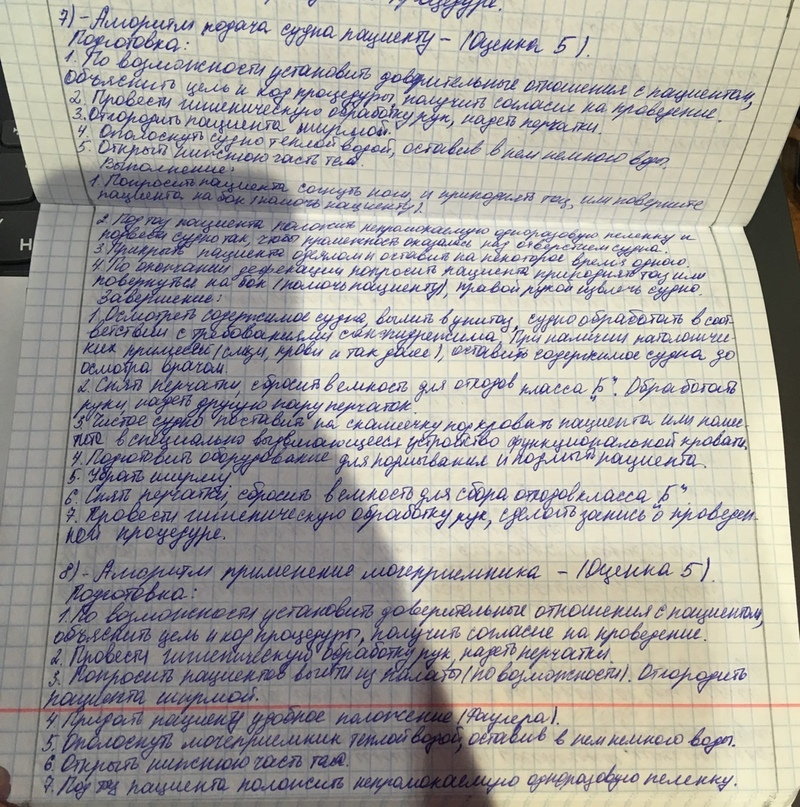 процедуре.
7) - Алгоритм подача судна пациенту - (Оценка 5).
Подготовка:
1. По возможности установить доверительные отношения с пациентом,
объяснить цель и ход процедуры, получить согласие на проведение.
2. Провести гигиеническую обработку рук, надеть перчатки.
3. Отгородить пациента ширмой.
4. Ополоснуть судно теплой водой, оставив в нем немного воды.
5. Открыть нижнюю часть тела
Выполнение:
1. Попросить пациента согнуть ноги, и приподнять таз, или поверните
пациента на бок (помочь пациенту).
2. Под таз пациента положить непромокаемую одноразовую пеленку и
подвести судно так, чтоб промежность оказалась над отверстием судна.
3. Прикрыть пациента одеялом и оставить на некоторое время одного.
4. По окончании дефекации попросить пациента приподнять таз или
повернуться на бок (помочь пациенту), правой рукой извлечь судно.
Завершение:
1. Осмотреть содержимое судна, вылить в унитаз, судно обработать в соот-
ветствии с требованиями санэпидрежима. При наличии патологичес-
ких примесей (слизи, крови и так далее), оставить содержимое судна до
осмотра врачом.
2. Снять перчатки, сбросить в емкость для отходов класса "Б". Обработать
руки, надеть другую пару перчаток
3. Чистое судно поставить на скамеечку под кровать пациента или помес-
тите в специально выдвигающееся устройство функциональной кровати.
4. Подготовить оборудование для подмывания и подмыть пациента.
5. Убрать ширму
6. Снять перчатки, сбросить в емкость для сбора отходов класса "Б"
7. Провести гигиеническую обработку рук, сделать запись о проведен-
ной процедуре.
8) - Алгоритм применение мочеприемника - (Оценка 5).
Подготовка:
1. По возможности установить доверительные отношения с пациентом,
объяснить цель и ход процедуры, получить согласие на проведение.
2. Провести гигиеническую обработку рук, надеть перчатки
3. Попросить пациентов выйти из палаты (по возможности). Отгородить
пациента ширмой.
4. Придать пациенту удобное положение (Фаулера).
5. Ополоснуть мочеприемник теплой водой, оставив в нем немного воды.
6. Открыть нижнюю часть тела.
7. Под таз пациента положить непромокаемую одноразовую пеленку.